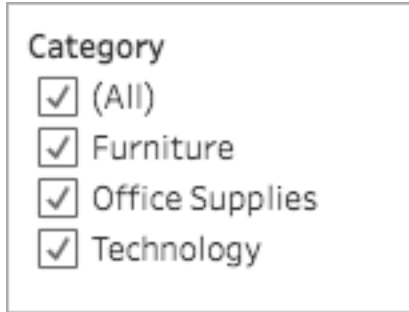 Category
(All)
Furniture
Office Supplies
Technology